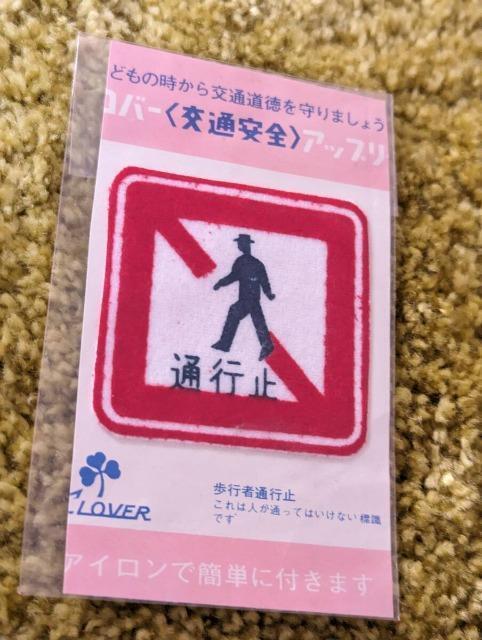 どもの時から交通道徳を守りましょう
ロバー〈交通安全〉アップリ
通行止
CLOVER
歩行者通行止
これは人が通ってはいけない標識
です
アイロンで簡単に付きます